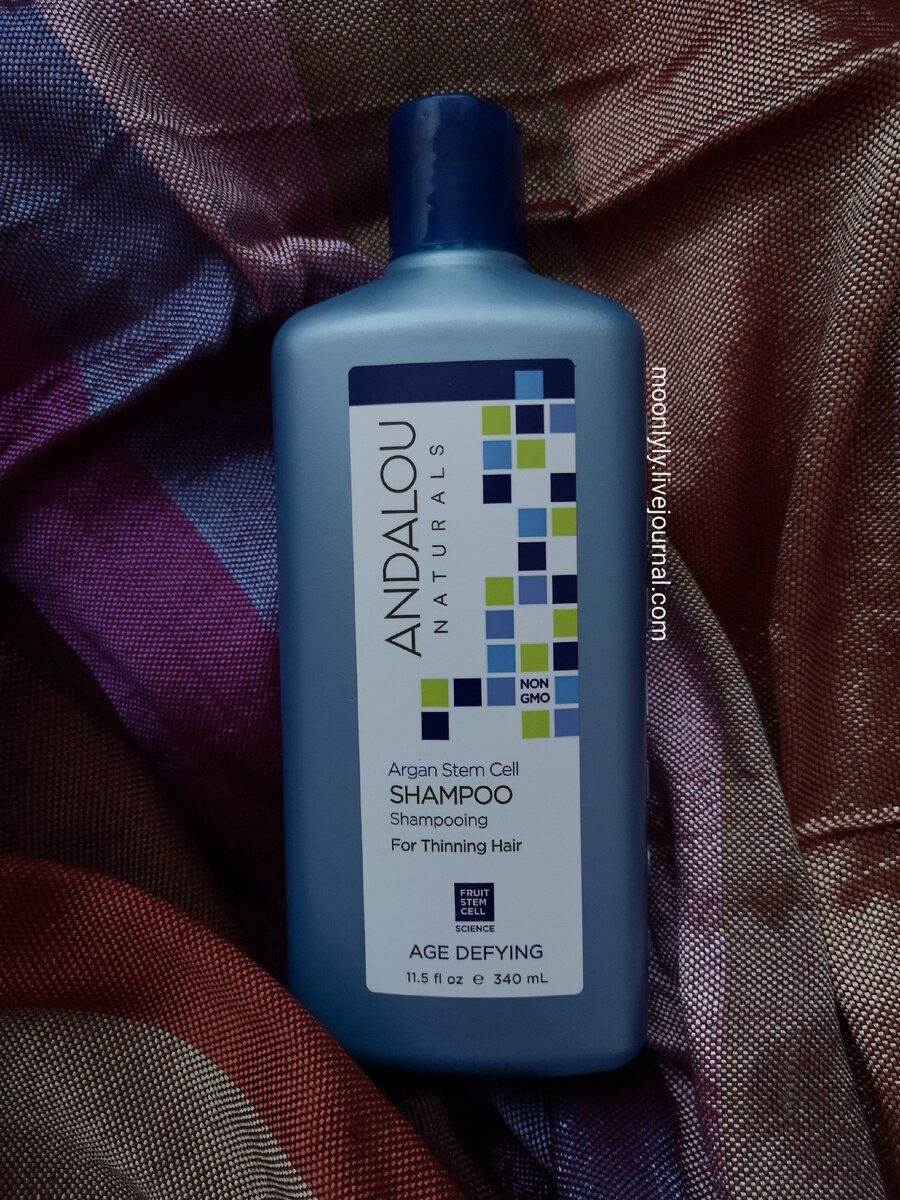 ANDALOU
NATURALS
NON
GMO
Argan Stem Cell
SHAMPOO
Shampooing
For Thinning Hair
FRUIT
STEM
CELL
SCIENCE
AGE DEFYING
11.5 fl oz ℮ 340 mL
moonlyly.livejournal.com